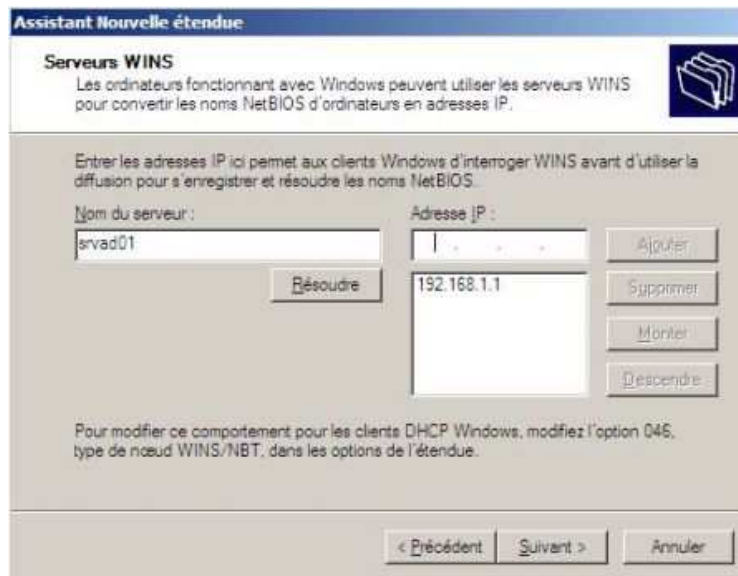 Assistant Nouvelle étendue
Serveurs WINS
Les ordinateurs fonctionnant avec Windows peuvent utiliser les serveurs WINS
pour convertir les noms NetBIOS d'ordinateurs en adresses IP.
Entrer les adresses IP ici permet aux clients Windows d'interroger WINS avant d'utiliser la
diffusion pour s'enregistrer et résoudre les noms NetBIOS.
Nom du serveur :
Adresse IP :
srvad01
Ajouter
Résoudre
192.168.1.1
Supprimer
Monter
Descendre
Pour modifier ce comportement pour les clients DHCP Windows, modifiez l'option 046,
type de nœud WINS/NBT, dans les options de l'étendue.
< Précédent
Suivant >
Annuler